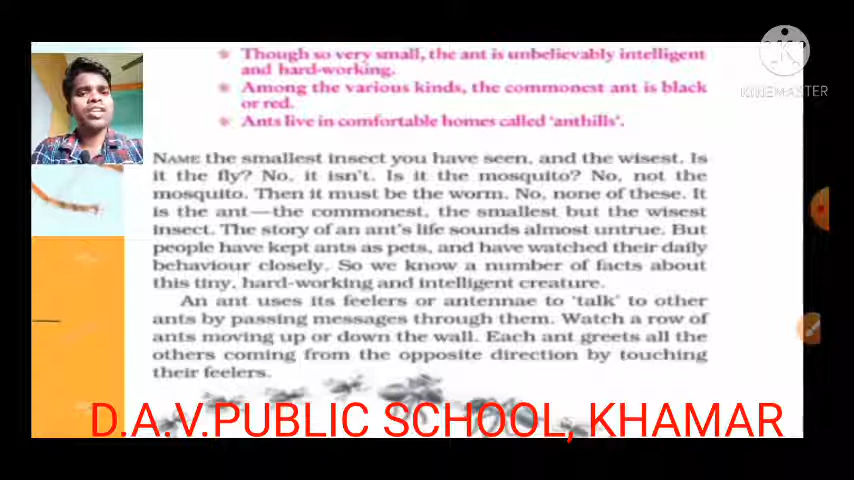 Though so very small, the ant is unbelievably intelligent
and hard-working.
Among the various kinds, the commonest ant is black
or red.
Ants live in comfortable homes called ‘anthills’.
KINEMASTER
NAME the smallest insect you have seen, and the wisest. Is
it the fly? No, it isn't. Is it the mosquito? No, not the
mosquito. Then it must be the worm. No, none of these. It
is the ant—the commonest, the smallest but the wisest
insect. The story of an ant's life sounds almost untrue. But
people have kept ants as pets, and have watched their daily
behaviour closely. So we know a number of facts about
this tiny, hard-working and intelligent creature.
An ant uses its feelers or antennae to ‘talk’ to other
ants by passing messages through them. Watch a row of
ants moving up or down the wall. Each ant greets all the
others coming from the opposite direction by touching
their feelers.
D.A.V.PUBLIC SCHOOL, KHAMAR